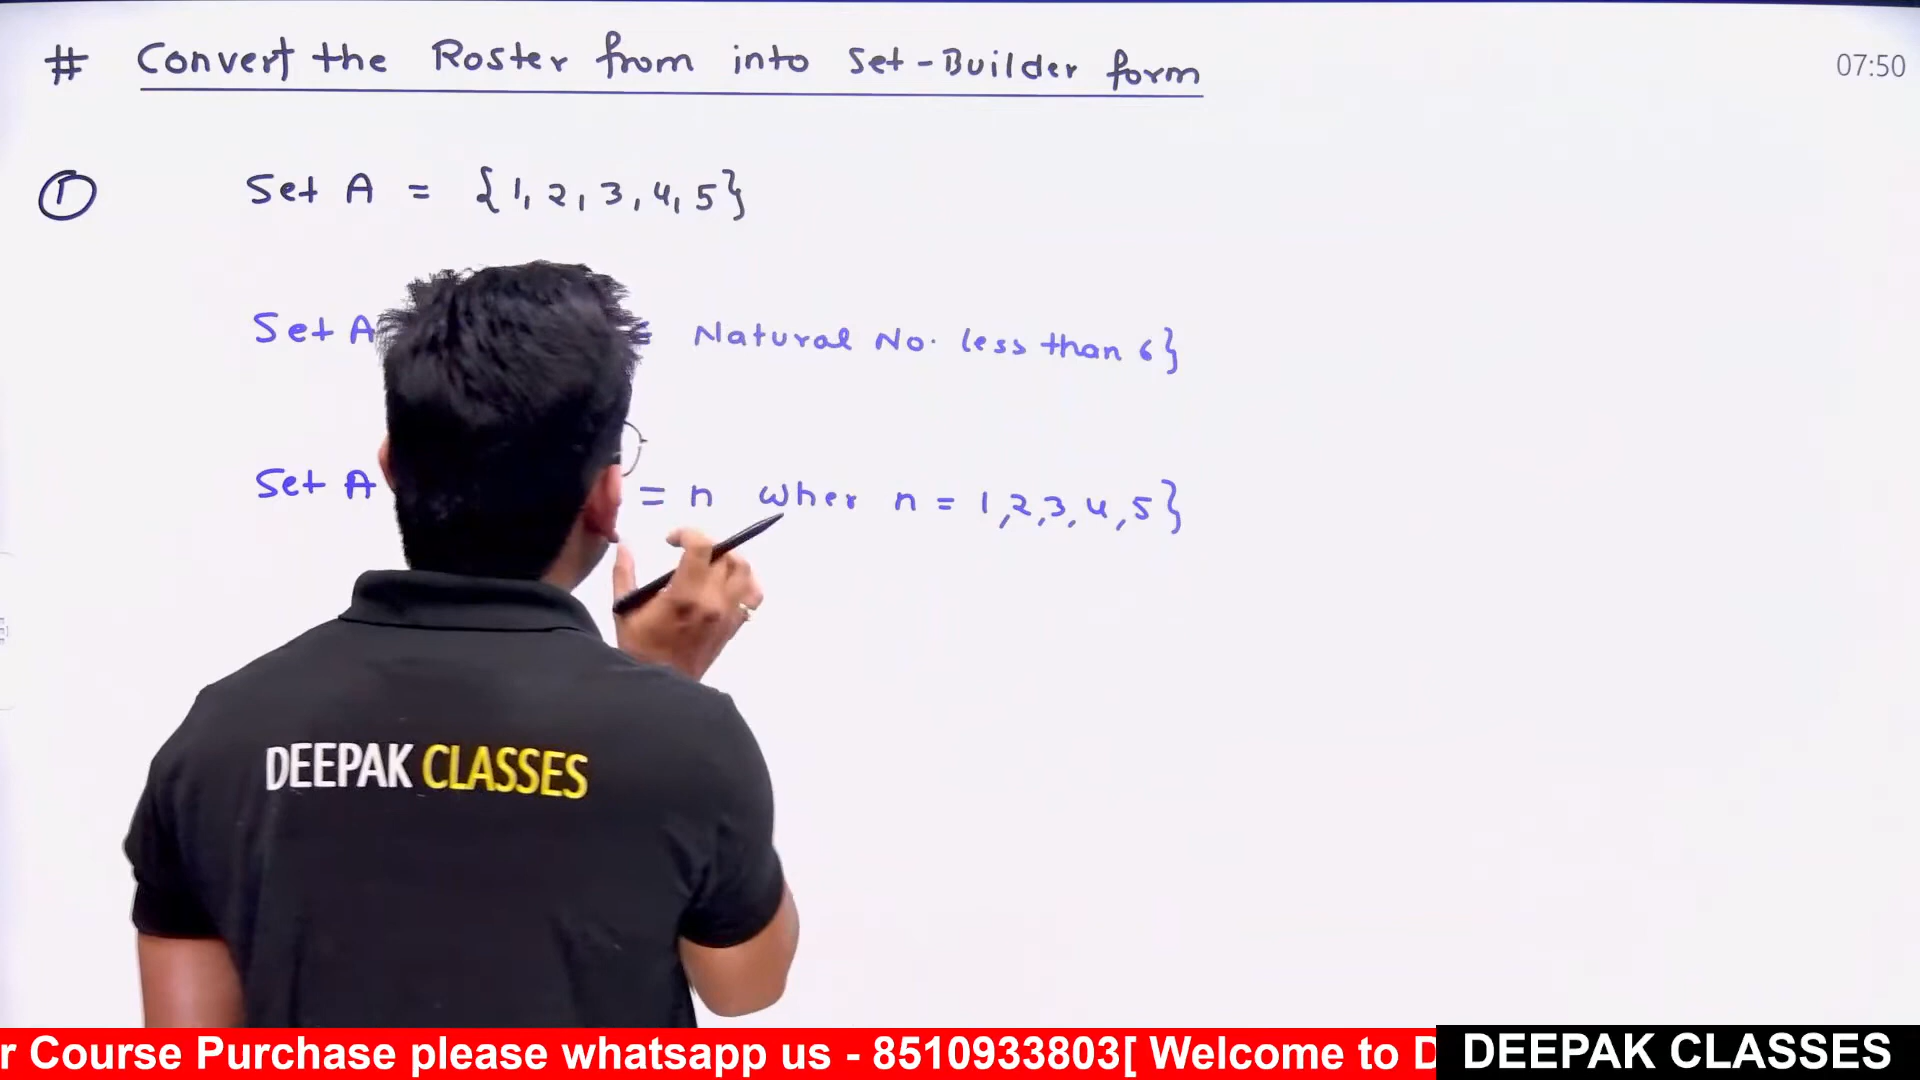 # Convert the Roster from into Set-Builder form
07:50
① Set A = {1, 2, 3, 4, 5}
Set A Natural No. less than 6}
Set A = n wher n = 1, 2, 3, 4, 5}
DEEPAK CLASSES
r Course Purchase please whatsapp us - 8510933803[ Welcome to D
DEEPAK CLASSES